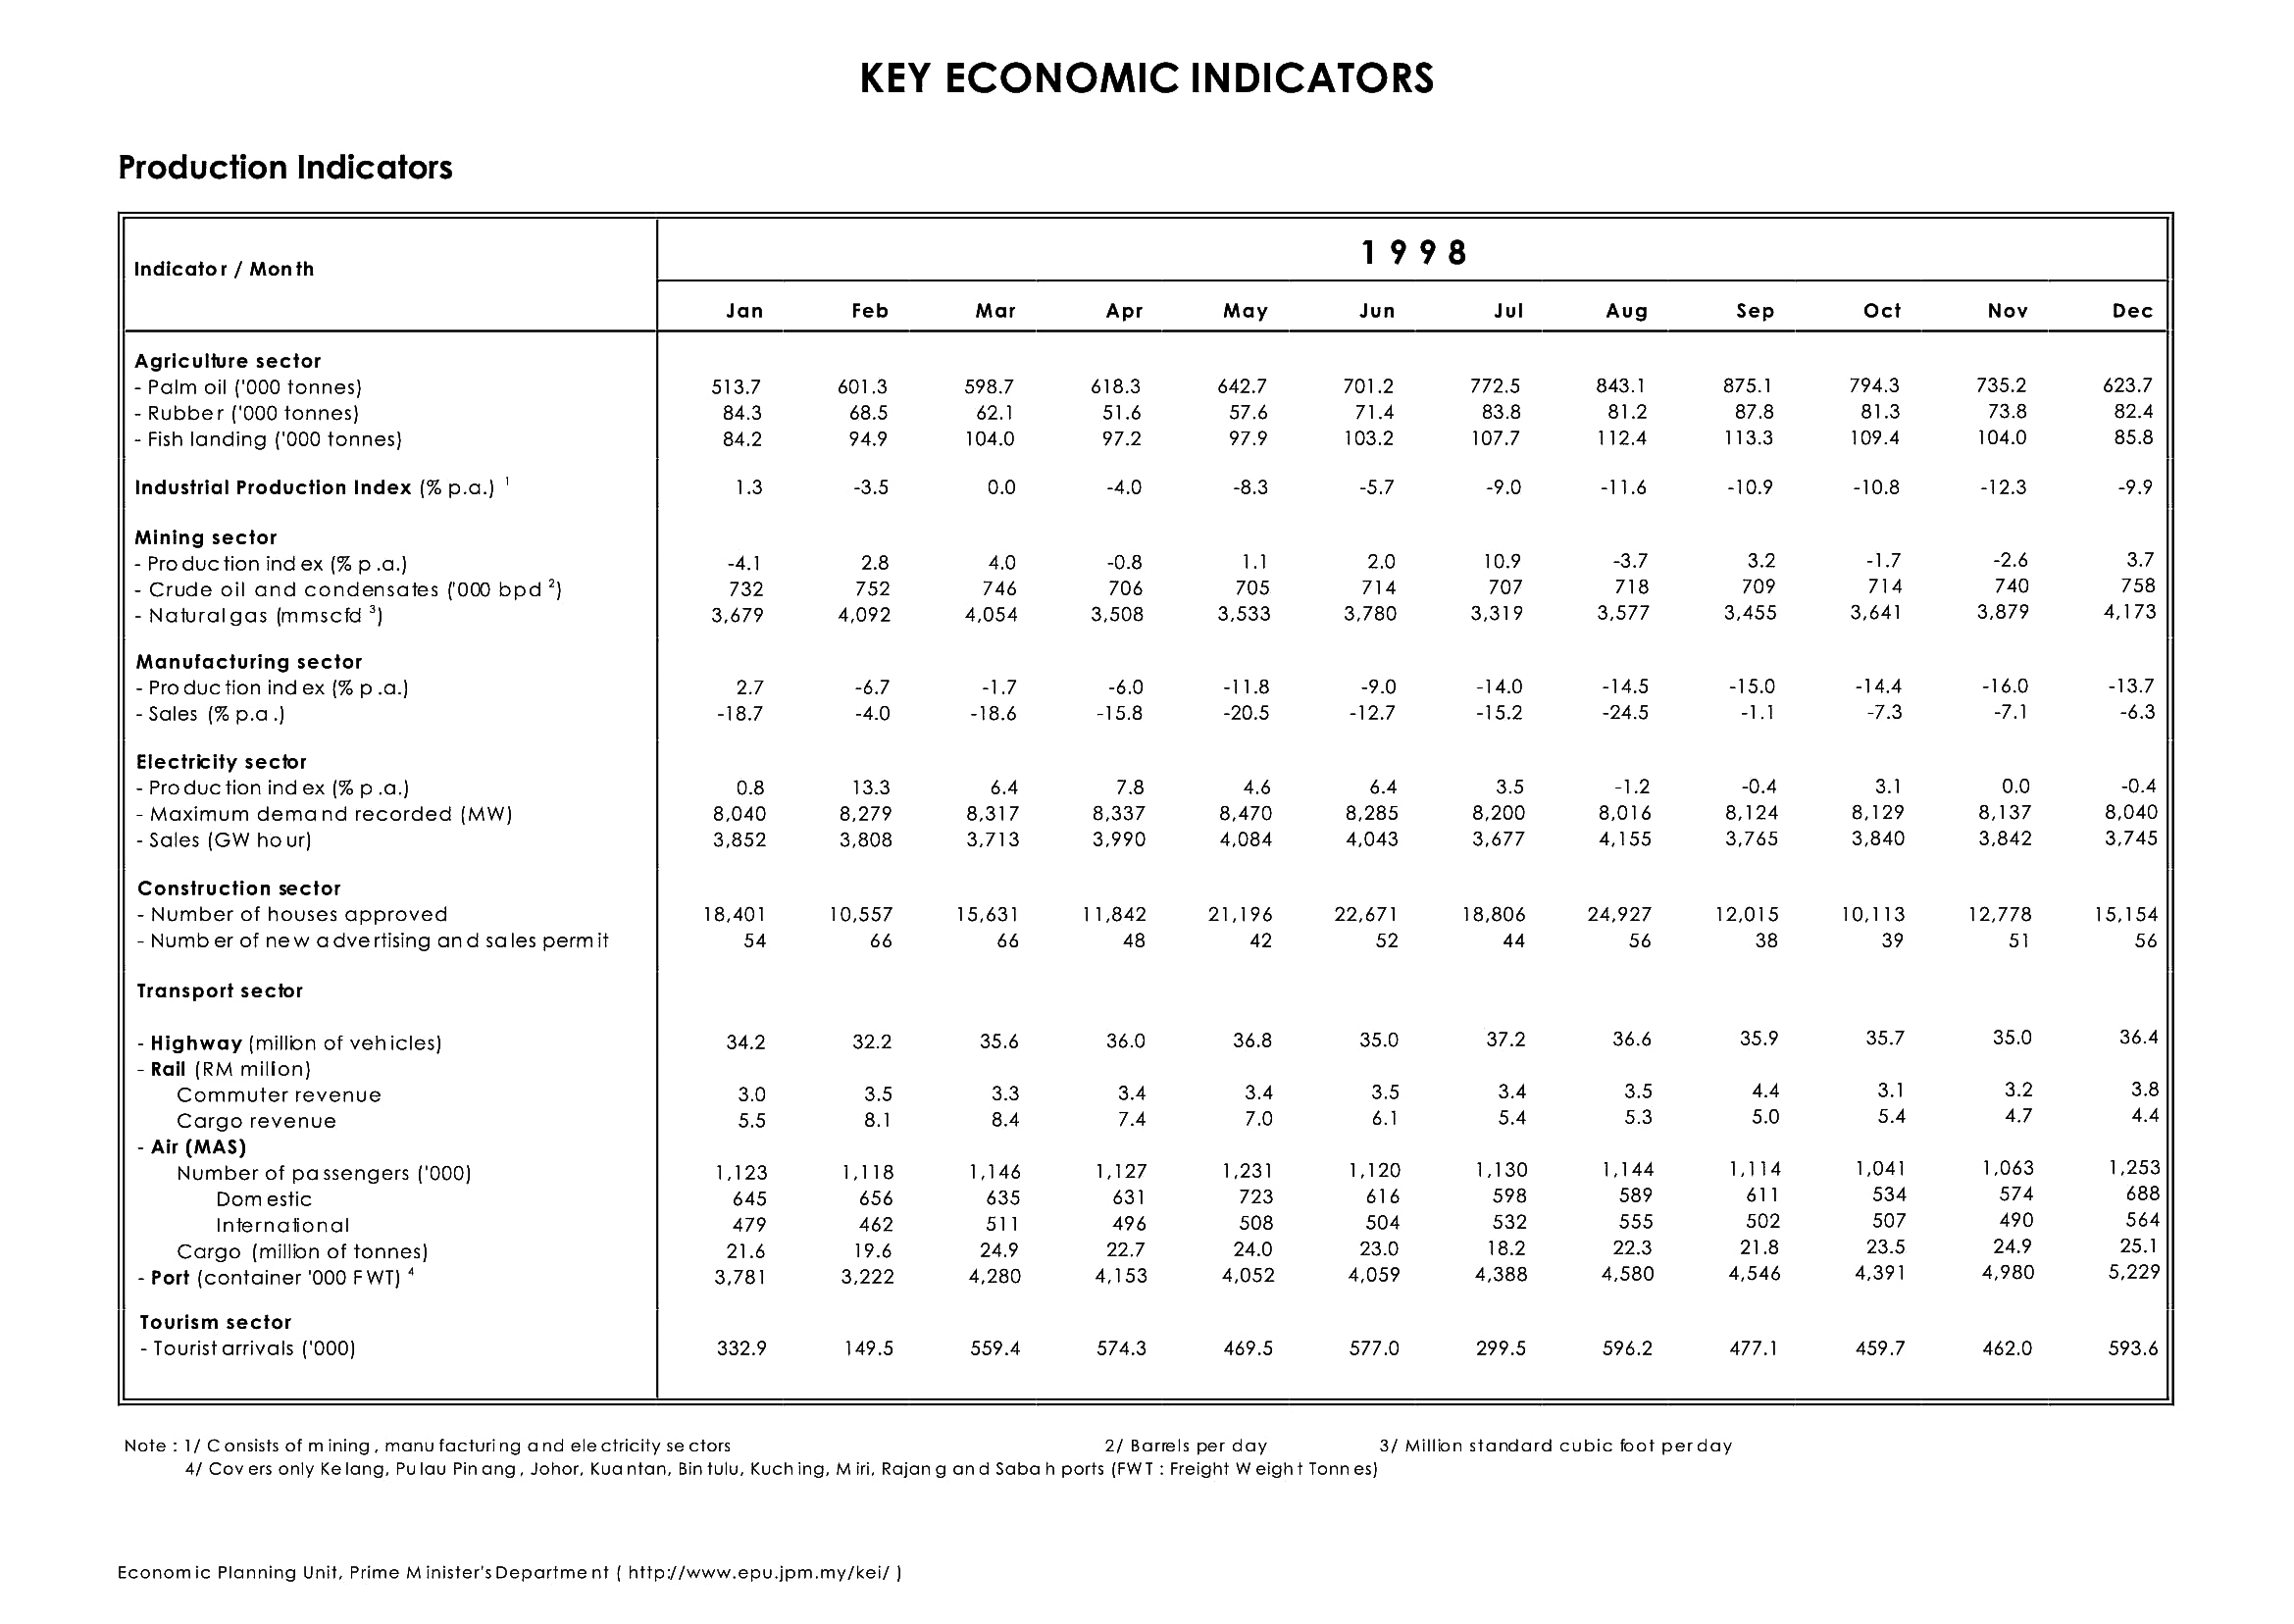 KEY ECONOMIC INDICATORS
Production Indicators
Indicator / Month
1 9 9 8
Jan Feb Mar Apr May Jun Jul Aug Sep Oct Nov Dec
Agriculture sector
- Palm oil ('000 tonnes) 513.7 601.3 598.7 618.3 642.7 701.2 772.5 843.1 875.1 794.3 735.2 623.7
- Rubber ('000 tonnes) 84.3 68.5 62.1 51.6 57.6 71.4 83.8 81.2 87.8 81.3 73.8 82.4
- Fish landing ('000 tonnes) 84.2 94.9 104.0 97.2 97.9 103.2 107.7 112.4 113.3 109.4 104.0 85.8
Industrial Production Index (% p.a.) 1 1.3 -3.5 0.0 -4.0 -8.3 -5.7 -9.0 -11.6 -10.9 -10.8 -12.3 -9.9
Mining sector
- Production index (% p.a.) -4.1 2.8 4.0 -0.8 1.1 2.0 10.9 -3.7 3.2 -1.7 -2.6 3.7
- Crude oil and condensates ('000 bpd 2) 732 752 746 706 705 714 707 718 709 714 740 758
- Natural gas (mmscfd 3) 3,679 4,092 4,054 3,508 3,533 3,780 3,319 3,577 3,455 3,641 3,879 4,173
Manufacturing sector
- Production index (% p.a.) 2.7 -6.7 -1.7 -6.0 -11.8 -9.0 -14.0 -14.5 -15.0 -14.4 -16.0 -13.7
- Sales (% p.a.) -18.7 -4.0 -18.6 -15.8 -20.5 -12.7 -15.2 -24.5 -1.1 -7.3 -7.1 -6.3
Electricity sector
- Production index (% p.a.) 0.8 13.3 6.4 7.8 4.6 6.4 3.5 -1.2 -0.4 3.1 0.0 -0.4
- Maximum demand recorded (MW) 8,040 8,279 8,317 8,337 8,470 8,285 8,200 8,016 8,124 8,129 8,137 8,040
- Sales (GW hour) 3,852 3,808 3,713 3,990 4,084 4,043 3,677 4,155 3,765 3,840 3,842 3,745
Construction sector
- Number of houses approved 18,401 10,557 15,631 11,842 21,196 22,671 18,806 24,927 12,015 10,113 12,778 15,154
- Number of new advertising and sales permit 54 66 66 48 42 52 44 56 38 39 51 56
Transport sector
- Highway (million of vehicles) 34.2 32.2 35.6 36.0 36.8 35.0 37.2 36.6 35.9 35.7 35.0 36.4
- Rail (RM million)
Commuter revenue 3.0 3.5 3.3 3.4 3.4 3.5 3.4 3.5 4.4 3.1 3.2 3.8
Cargo revenue 5.5 8.1 8.4 7.4 7.0 6.1 5.4 5.3 5.0 5.4 4.7 4.4
- Air (MAS)
Number of passengers ('000) 1,123 1,118 1,146 1,127 1,231 1,120 1,130 1,144 1,114 1,041 1,063 1,253
Domestic 645 656 635 631 723 616 598 589 611 534 574 688
International 479 462 511 496 508 504 532 555 502 507 490 564
Cargo (million of tonnes) 21.6 19.6 24.9 22.7 24.0 23.0 18.2 22.3 21.8 23.5 24.9 25.1
- Port (container '000 FWT) 4 3,781 3,222 4,280 4,153 4,052 4,059 4,388 4,580 4,546 4,391 4,980 5,229
Tourism sector
- Tourist arrivals ('000) 332.9 149.5 559.4 574.3 469.5 577.0 299.5 596.2 477.1 459.7 462.0 593.6
Note : 1/ Consists of mining, manufacturing and electricity sectors 2/ Barrels per day 3/ Million standard cubic foot per day
4/ Covers only Kelang, Pulau Pinang, Johor, Kuantan, Bintulu, Kuching, Miri, Rajang and Sabah ports (FWT : Freight Weight Tonnes)
Economic Planning Unit, Prime Minister's Department ( http://www.epu.jpm.my/kei/ )